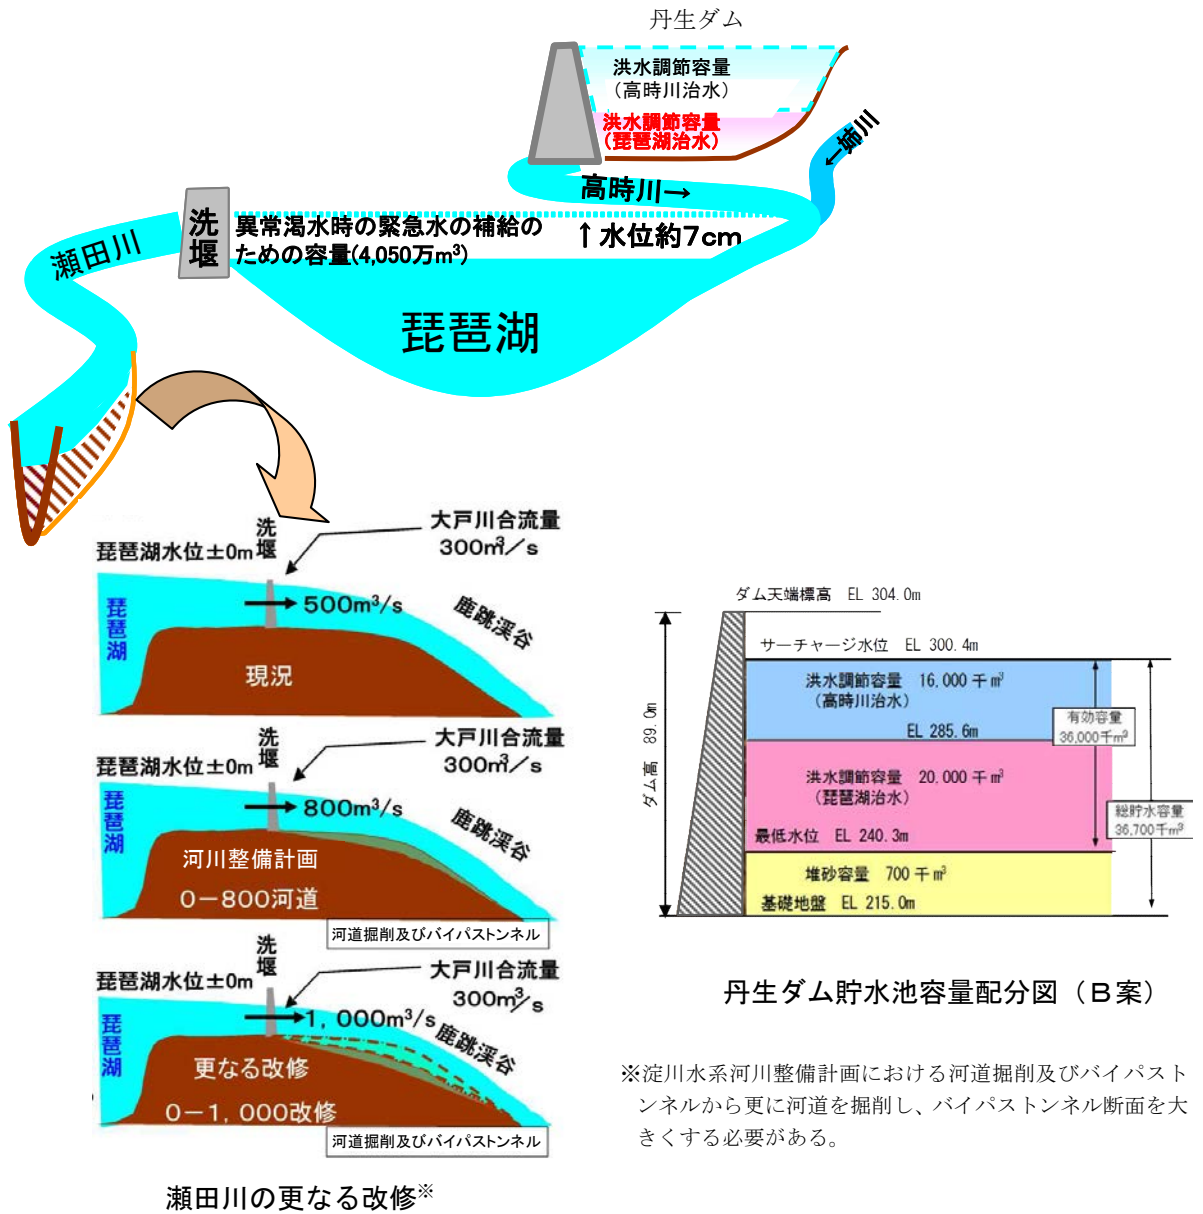 丹生ダム
洪水調節容量
(高時川治水)
洪水調節容量
(琵琶湖治水)
←姉川
高時川→
洗堰
瀬田川
異常渇水時の緊急水の補給の
ための容量(4,050万m³)
↑水位約7cm
琵琶湖
洗堰
大戸川合流量
300m³/s
琵琶湖水位±0m
500m³/s
鹿跳渓谷
琵琶湖
現況
洗堰
大戸川合流量
300m³/s
琵琶湖水位±0m
800m³/s
鹿跳渓谷
琵琶湖
河川整備計画
0-800河道
河道掘削及びバイパストンネル
洗堰
大戸川合流量
300m³/s
琵琶湖水位±0m
1,000m³/s
鹿跳渓谷
琵琶湖
更なる改修
0-1,000改修
河道掘削及びバイパストンネル
瀬田川の更なる改修※
ダム天端標高 EL 304.0m
サーチャージ水位 EL 300.4m
洪水調節容量 16,000千m³
(高時川治水)
EL 285.6m
有効容量
36,000千m³
洪水調節容量 20,000千m³
(琵琶湖治水)
最低水位 EL 240.3m
総貯水容量
36,700千m³
堆砂容量 700千m³
基礎地盤 EL 215.0m
ダム高 89.0m
丹生ダム貯水池容量配分図(B案)
※淀川水系河川整備計画における河道掘削及びバイパスト
ンネルから更に河道を掘削し、バイパストンネル断面を大
きくする必要がある。